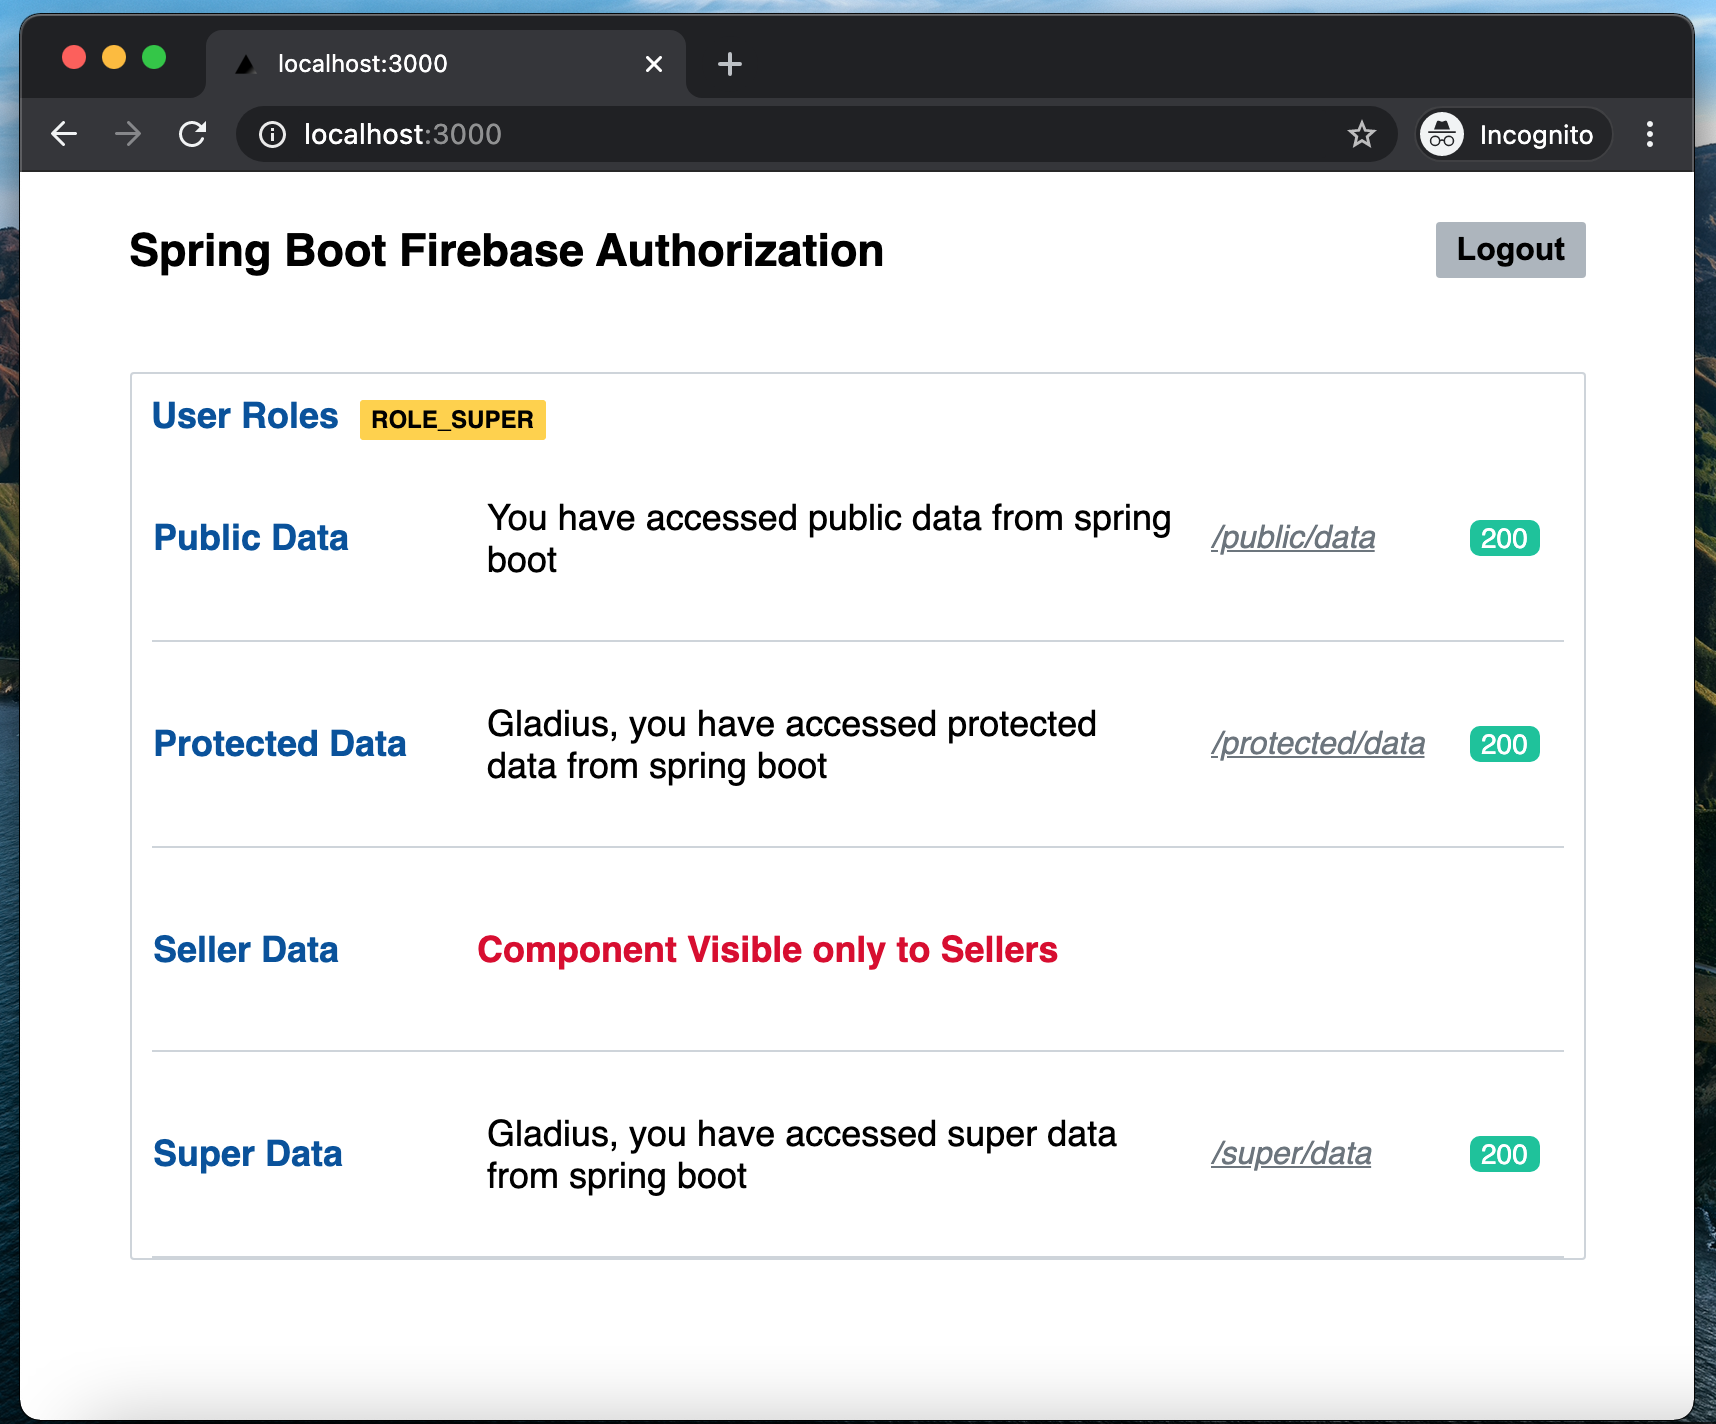 localhost:3000
localhost:3000
Incognito
Spring Boot Firebase Authorization
Logout
User Roles ROLE_SUPER
Public Data
You have accessed public data from spring
boot
/public/data
200
Protected Data
Gladius, you have accessed protected
data from spring boot
/protected/data
200
Seller Data
Component Visible only to Sellers
Super Data
Gladius, you have accessed super data
from spring boot
/super/data
200